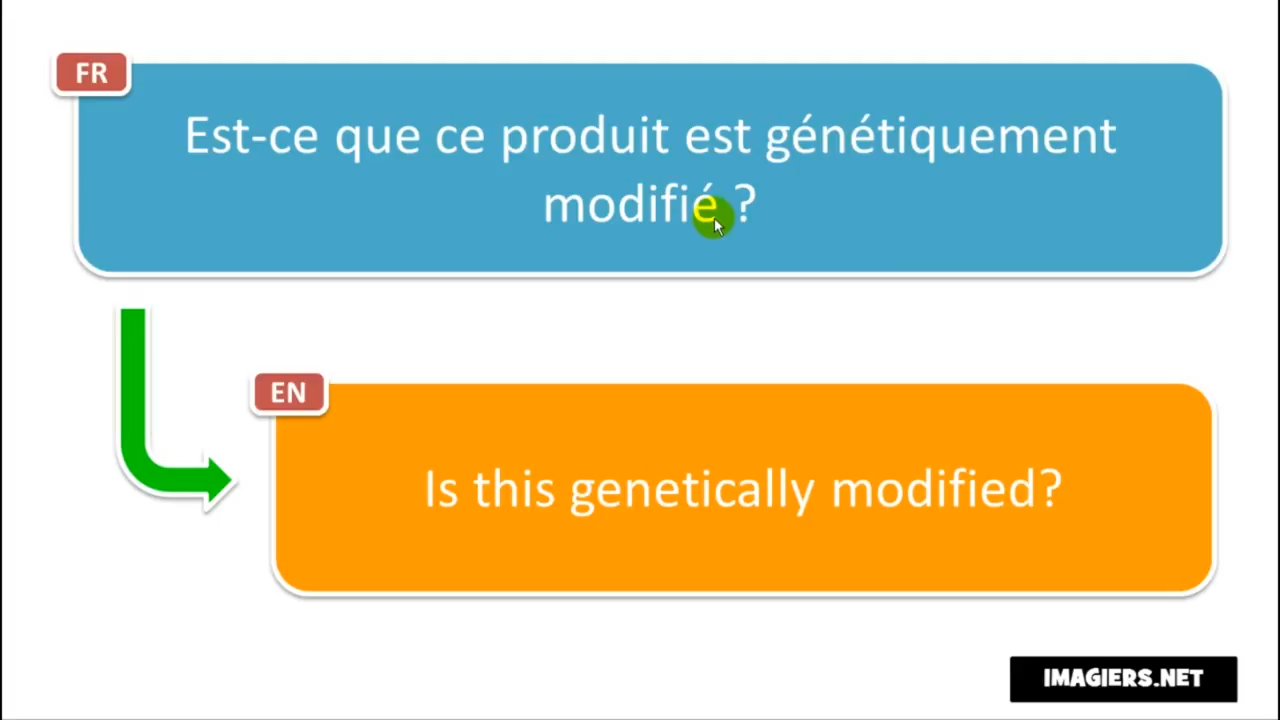 FR
Est-ce que ce produit est génétiquement
modifié ?
EN
Is this genetically modified?
IMAGIERS.NET